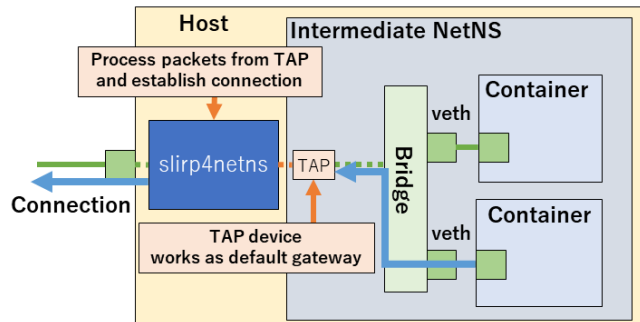 Host
Intermediate NetNS
Process packets from TAP
and establish connection
Container
veth
slirp4netns
TAP
Bridge
Connection
Container
veth
TAP device
works as default gateway